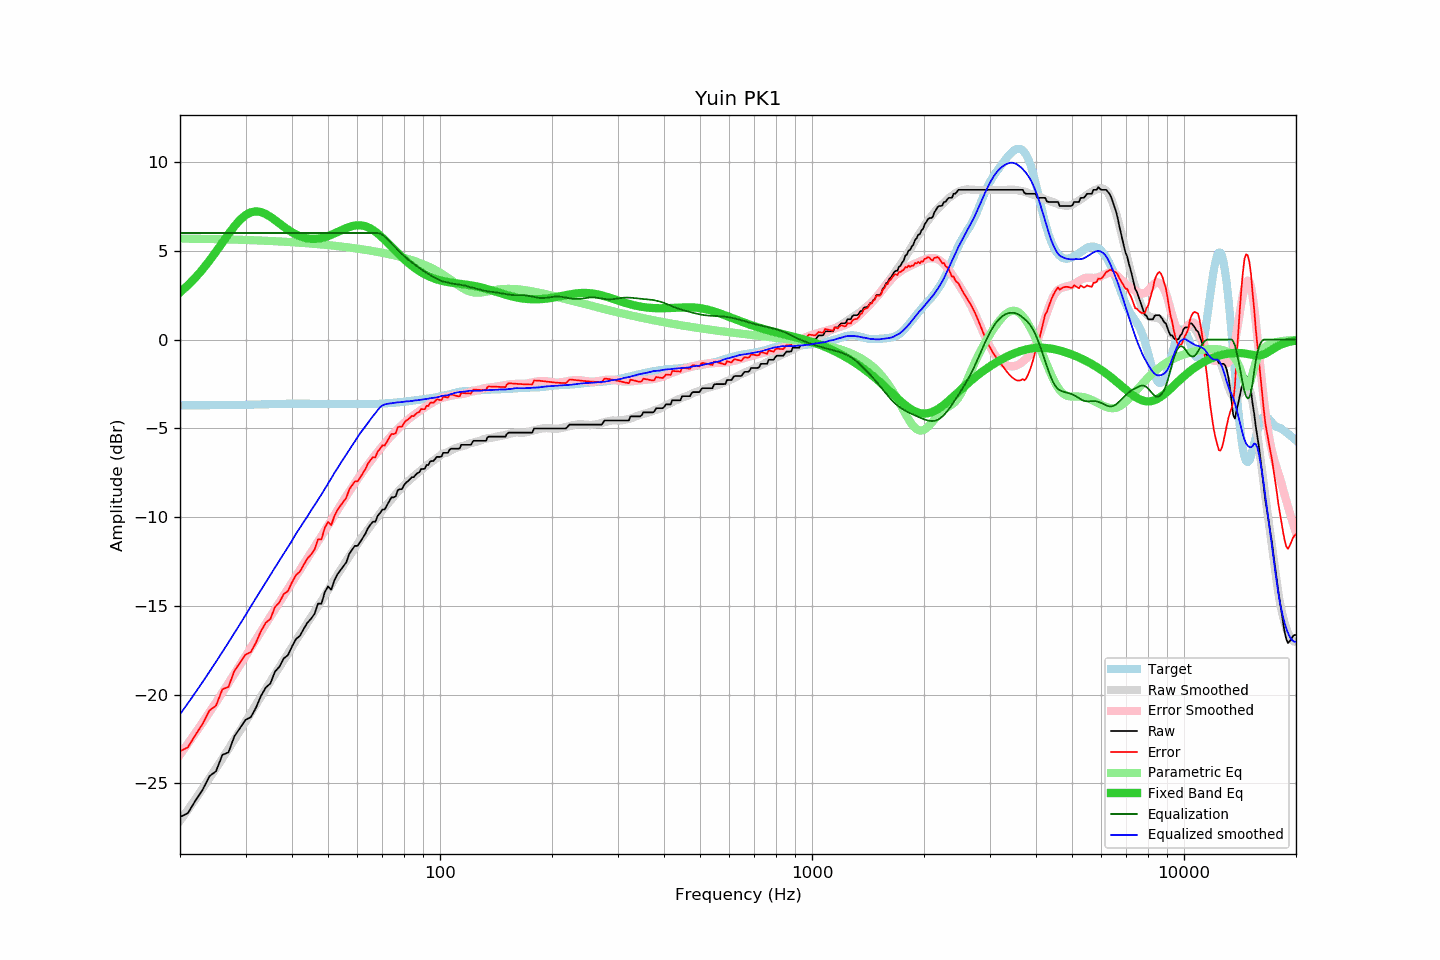 Yuin PK1
Amplitude (dBr)
10
5
0
−5
−10
−15
−20
−25
100
1000
10000
Frequency (Hz)
Target
Raw Smoothed
Error Smoothed
Raw
Error
Parametric Eq
Fixed Band Eq
Equalization
Equalized smoothed